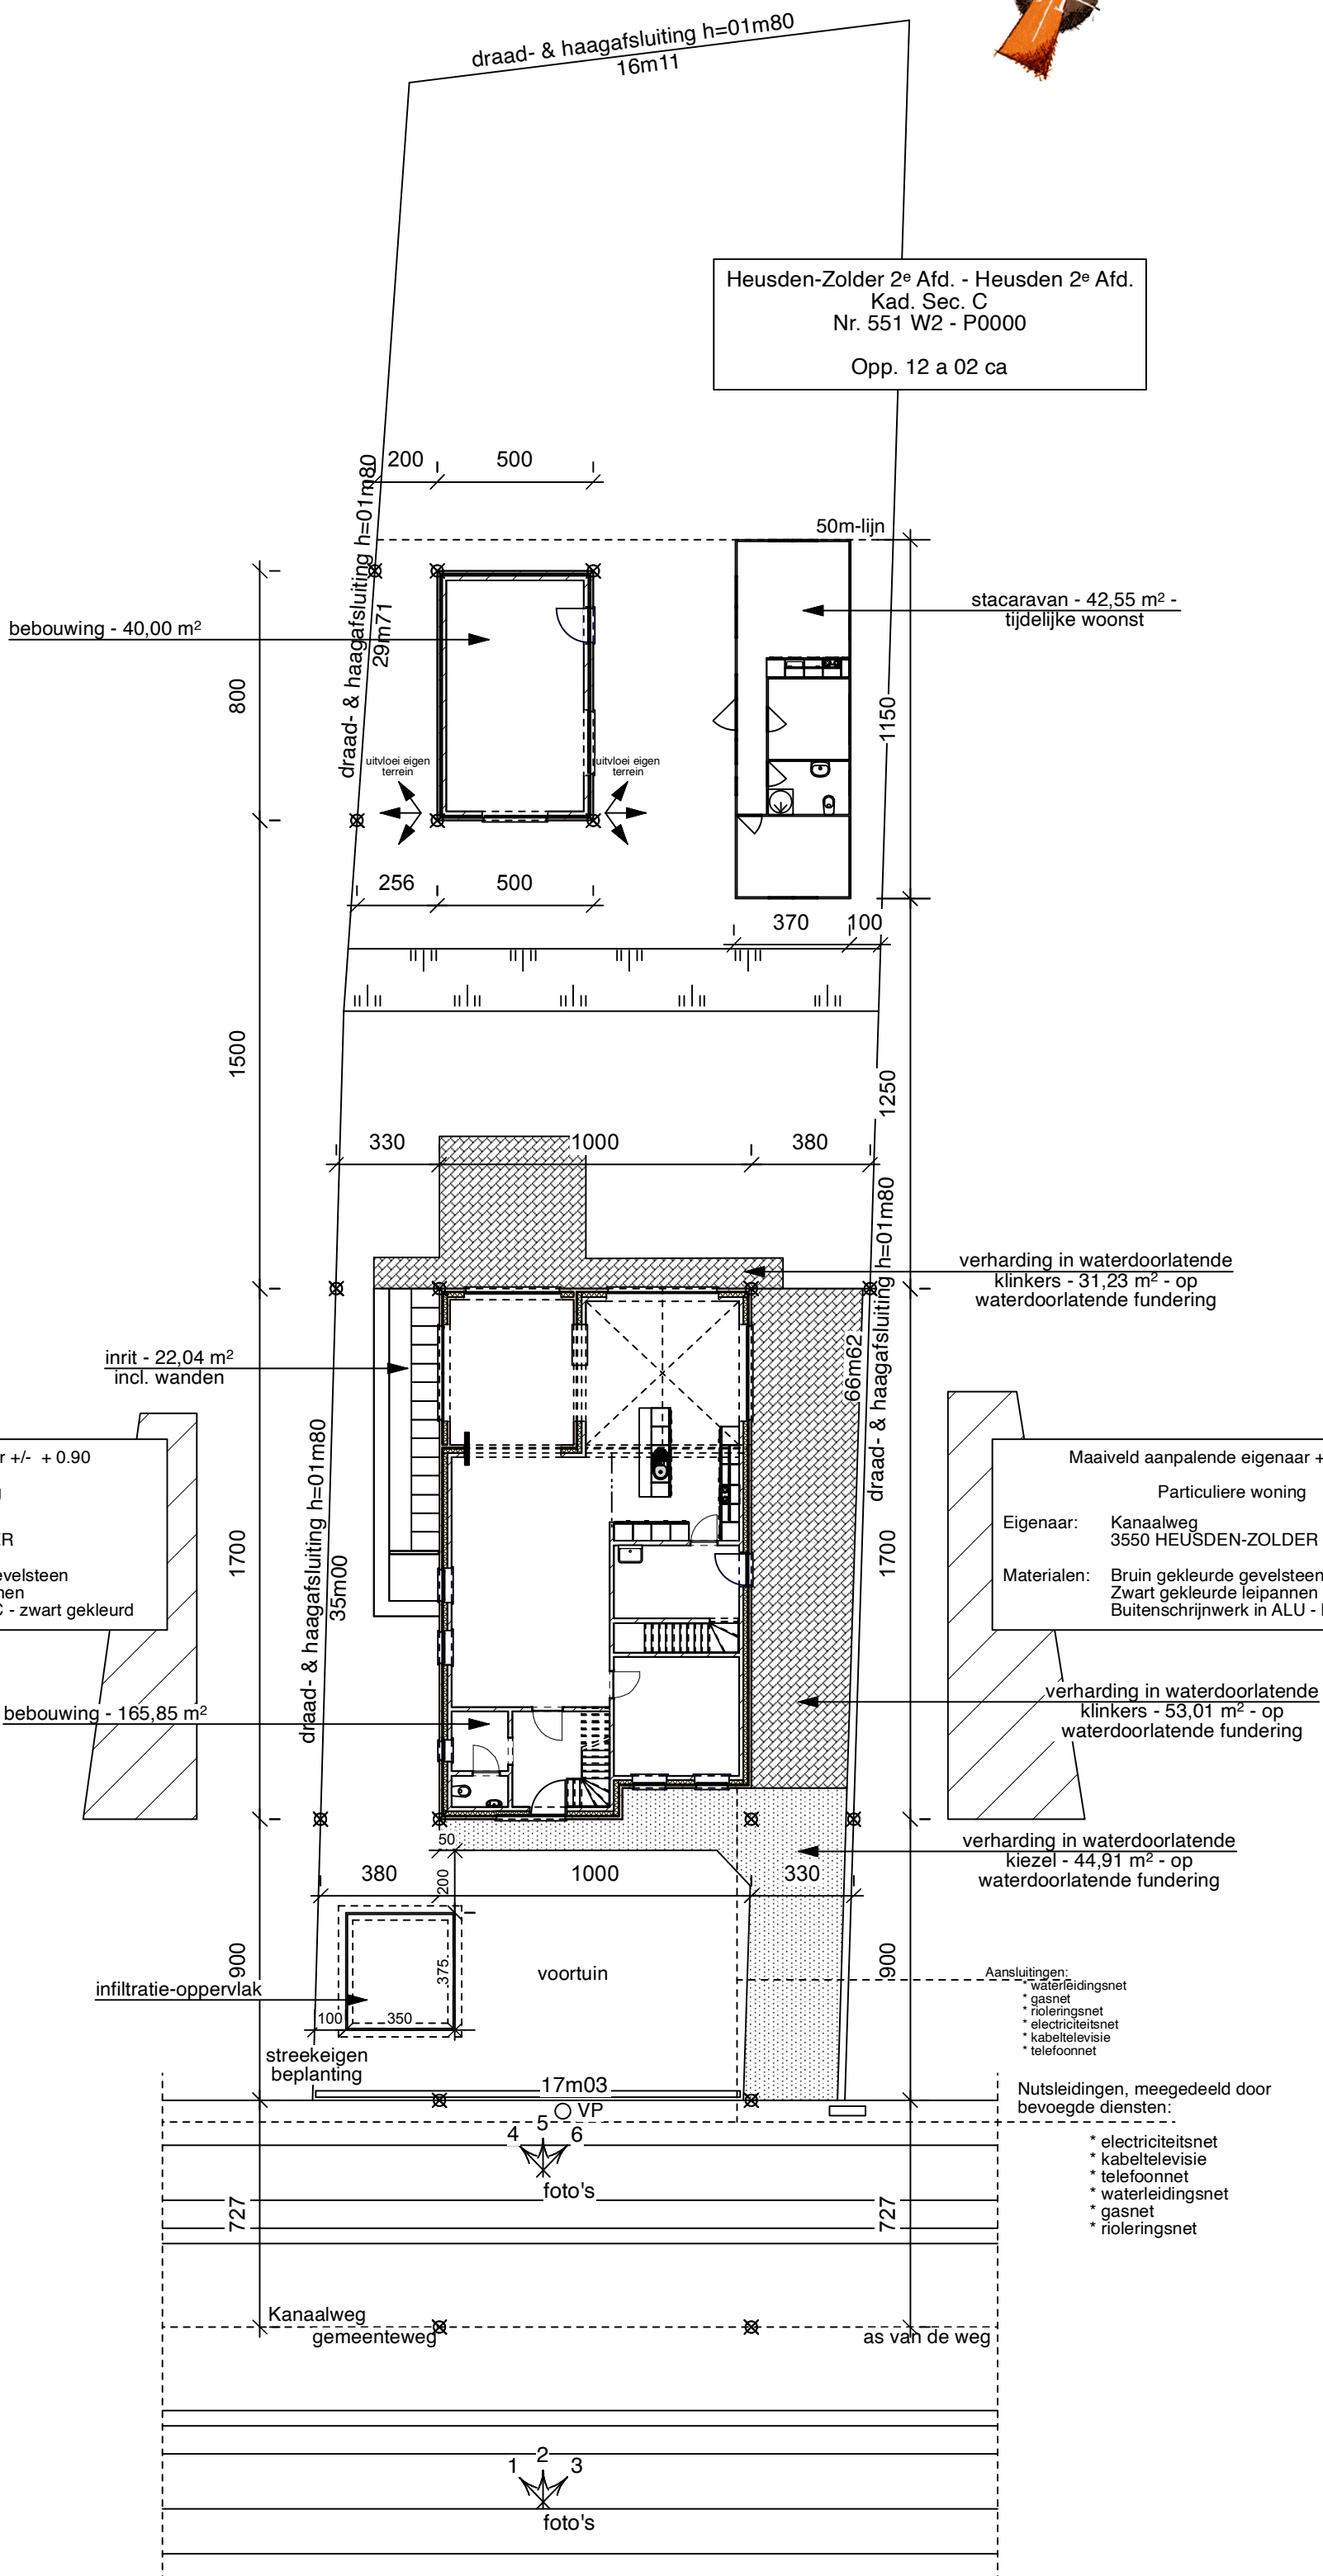 draad- & haagafsluiting h=01m80
16m11
Heusden-Zolder 2e Afd. - Heusden 2e Afd.
Kad. Sec. C
Nr. 551 W2 - P0000
Opp. 12 a 02 ca
200
500
draad- & haagafsluiting h=01m80
29m71
50m-lijn
bebouwing - 40,00 m²
stacaravan - 42,55 m² -
tijdelijke woonst
800
1150
uitvloei eigen
terrein
uitvloei eigen
terrein
256
500
370
100
1500
1250
330
1000
380
draad- & haagafsluiting h=01m80
66m62
verharding in waterdoorlatende
klinkers - 31,23 m² - op
waterdoorlatende fundering
inrit - 22,04 m²
incl. wanden
r +/- + 0.90
ER
evelsteen
nen
C - zwart gekleurd
Maaiveld aanpalende eigenaar +
Particuliere woning
Eigenaar: Kanaalweg
3550 HEUSDEN-ZOLDER
Materialen: Bruin gekleurde gevelsteen
Zwart gekleurde leipannen
Buitenschrijnwerk in ALU -
draad- & haagafsluiting h=01m80
35m00
1700
1700
bebouwing - 165,85 m²
verharding in waterdoorlatende
klinkers - 53,01 m² - op
waterdoorlatende fundering
50
verharding in waterdoorlatende
kiezel - 44,91 m² - op
waterdoorlatende fundering
380
200
1000
330
900
375
voortuin
900
infiltratie-oppervlak
Aansluitingen:
* waterleidingsnet
* gasnet
* rioleringsnet
* electriciteitsnet
* kabeltelevisie
* telefoonnet
100
350
streekeigen
beplanting
17m03
VP
Nutsleidingen, meegedeeld door
bevoegde diensten:
* electriciteitsnet
* kabeltelevisie
* telefoonnet
* waterleidingsnet
* gasnet
* rioleringsnet
4 5 6
foto's
727
727
Kanaalweg
gemeenteweg
as van de weg
1 2 3
foto's